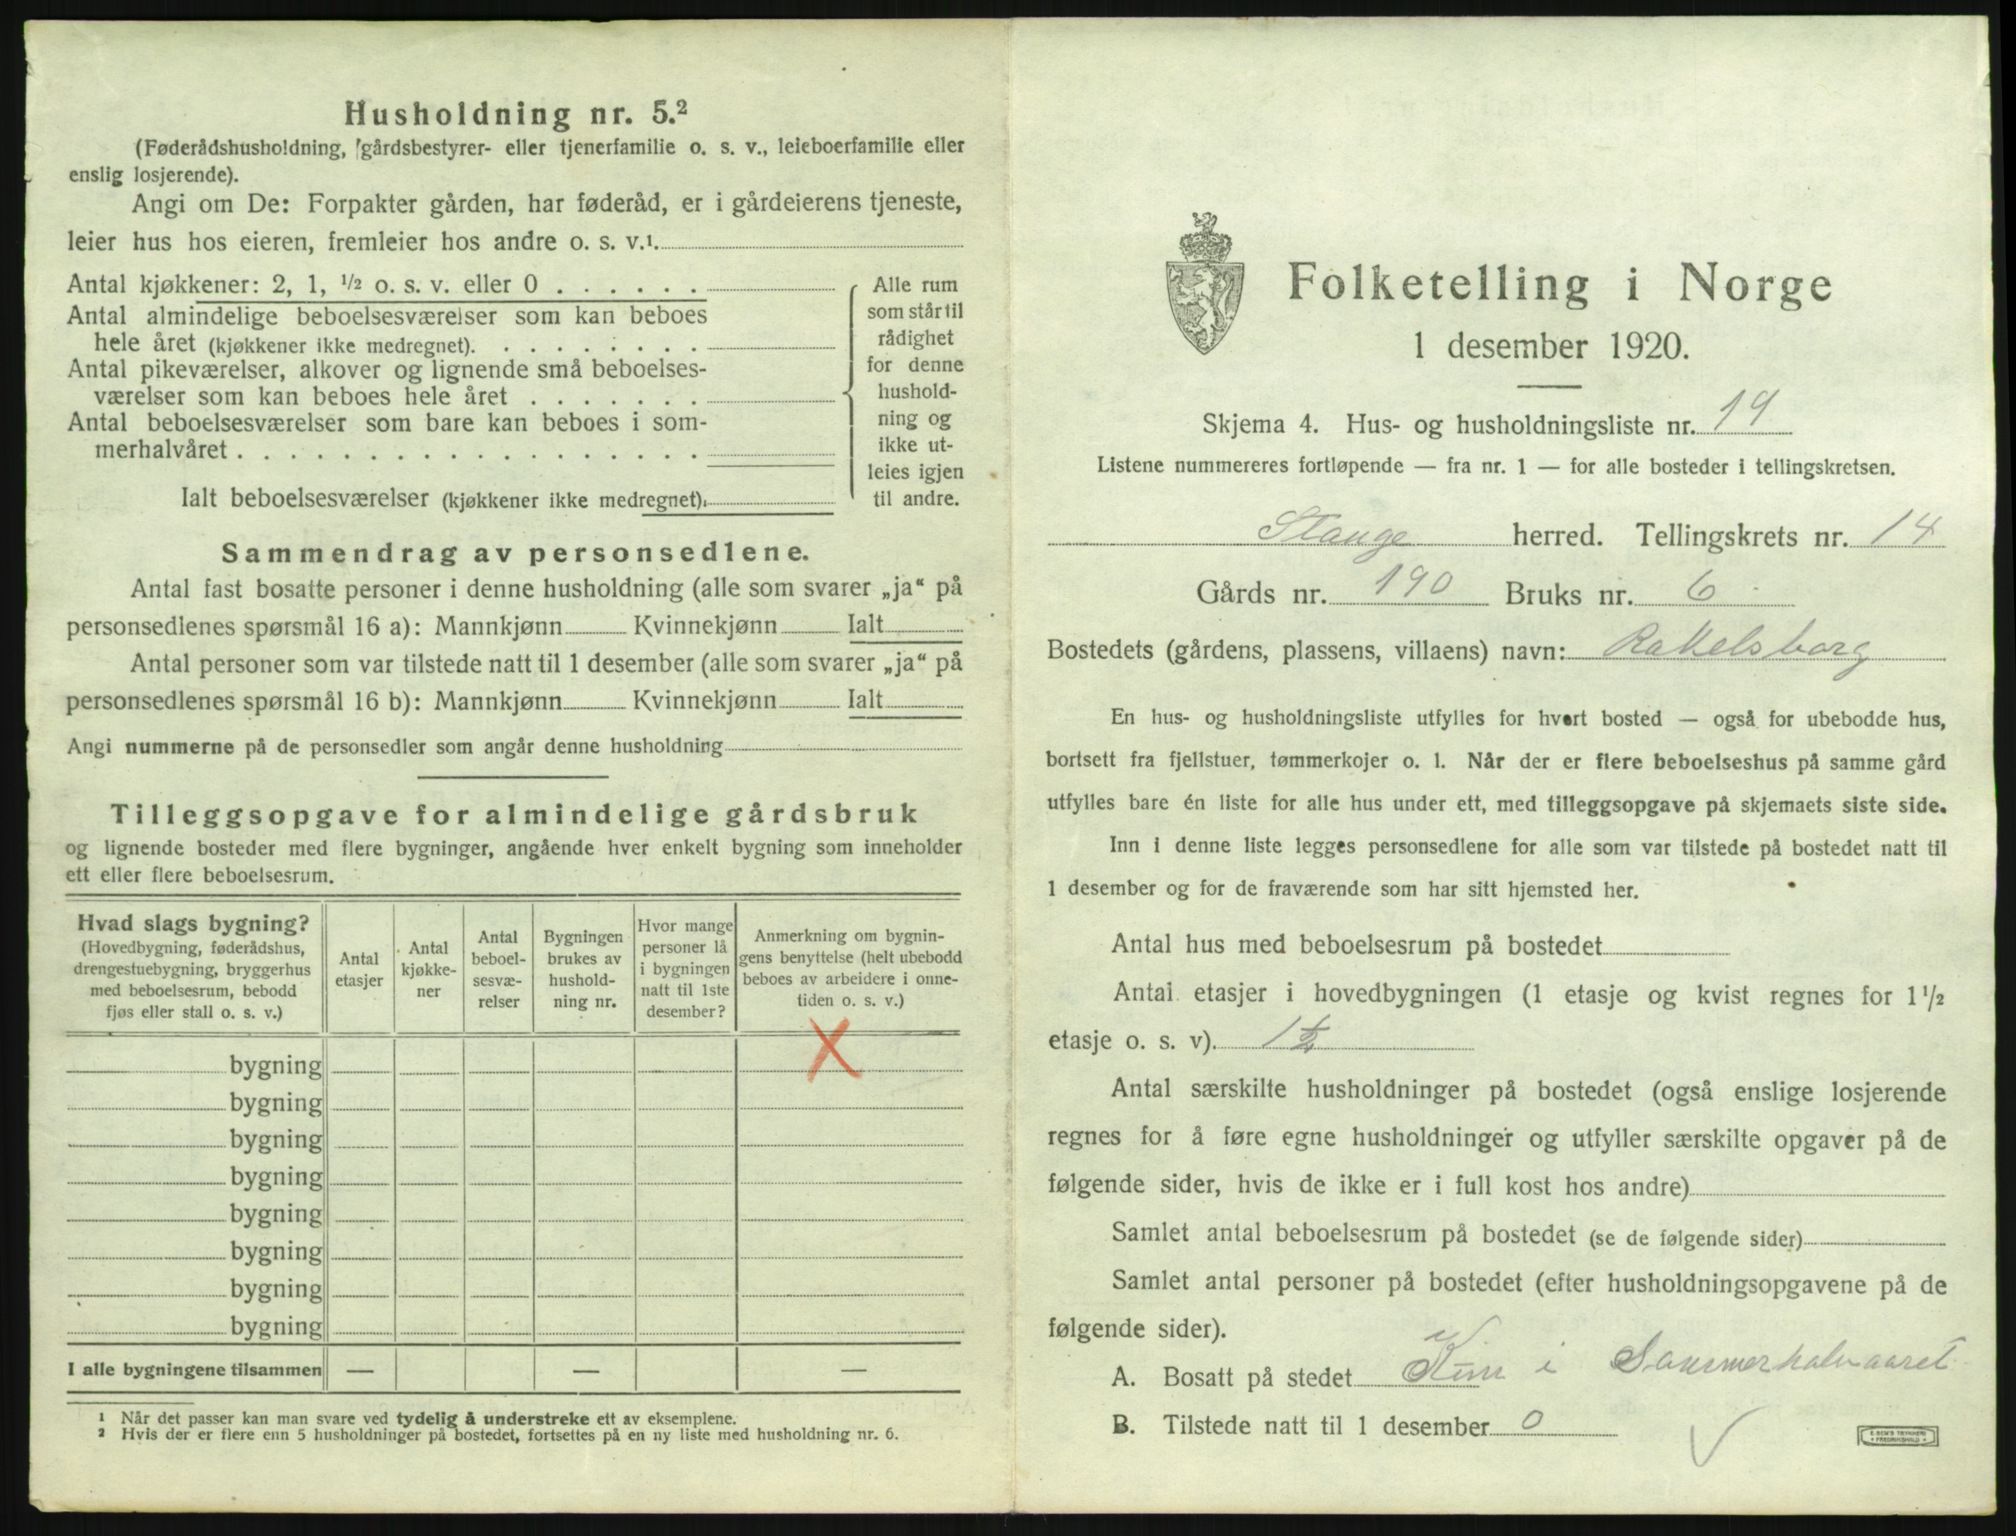 Husholdning nr. 5.²
(Føderådshusholdning, gårdsbestyrer- eller tjenerfamilie o. s. v., leieboerfamilie eller
enslig losjerende).
Angi om De: Forpakter gården, har føderåd, er i gårdeierens tjeneste,
leier hus hos eieren, fremleier hos andre o. s. v.¹
Antal kjøkkener: 2, 1, ½ o. s. v. eller 0 . . . . . .
Antal almindelige beboelsesværelser som kan beboes
hele året (kjøkkener ikke medregnet). . . . . . . . .
Antal pikeværelser, alkover og lignende små beboelses-
værelser som kan beboes hele året . . . . . . .
Antal beboelsesværelser som bare kan beboes i som-
merhalvåret . . . . . . . . . . . . . . . . . .
Ialt beboelsesværelser (kjøkkener ikke medregnet).
Alle rum
som står til
rådighet
for denne
hushold-
ning og
ikke ut-
leies igjen
til andre.
Sammendrag av personsedlene.
Antal fast bosatte personer i denne husholdning (alle som svarer „ja“ på
personsedlenes spørsmål 16 a): Mannkjønn Kvinnekjønn Ialt
Antal personer som var tilstede natt til 1 desember (alle som svarer „ja“ på
personsedlenes spørsmål 16 b): Mannkjønn Kvinnekjønn Ialt
Angi nummerne på de personsedler som angår denne husholdning
Tilleggsopgave for almindelige gårdsbruk
og lignende bosteder med flere bygninger, angående hver enkelt bygning som inneholder
ett eller flere beboelsesrum.
Hvad slags bygning?
(Hovedbygning, føderådshus,
drengestuebygning, bryggerhus
med beboelsesrum, bebodd
fjøs eller stall o. s. v.)
Antal
etasjer
Antal
kjøkke-
ner
Antal
beboel-
sesvæ-
relser
Bygningen
brukes av
hushold-
ning nr.
Hvor mange
personer lå
i bygningen
natt til 1ste
desember?
Anmerkning om bygnin-
gens benyttelse (helt ubebodd
beboes av arbeidere i onne-
tiden o. s. v.)
bygning X
bygning
bygning
bygning
bygning
bygning
bygning
bygning
I alle bygningene tilsammen — — —
¹ Når det passer kan man svare ved tydelig å understreke ett av eksemplene.
² Hvis der er flere enn 5 husholdninger på bostedet, fortsettes på en ny liste med husholdning nr. 6.
Folketelling i Norge
1 desember 1920.
Skjema 4. Hus- og husholdningsliste nr. 19
Listene nummereres fortløpende — fra nr. 1 — for alle bosteder i tellingskretsen.
Stange herred. Tellingskrets nr. 14
Gårds nr. 190 Bruks nr. 6
Bostedets (gårdens, plassens, villaens) navn: Rakelsborg
En hus- og husholdningsliste utfylles for hvert bosted — også for ubebodde hus,
bortsett fra fjellstuer, tømmerkojer o. l. Når der er flere beboelseshus på samme gård
utfylles bare én liste for alle hus under ett, med tilleggsopgave på skjemaets siste side.
Inn i denne liste legges personsedlene for alle som var tilstede på bostedet natt til
1 desember og for de fraværende som har sitt hjemsted her.
Antal hus med beboelsesrum på bostedet
Antal etasjer i hovedbygningen (1 etasje og kvist regnes for 1½
etasje o. s. v). 1½
Antal særskilte husholdninger på bostedet (også enslige losjerende
regnes for å føre egne husholdninger og utfyller særskilte opgaver på de
følgende sider, hvis de ikke er i full kost hos andre)
Samlet antal beboelsesrum på bostedet (se de følgende sider)
Samlet antal personer på bostedet (efter husholdningsopgavene på de
følgende sider).
A. Bosatt på stedet Kun i Sommerhalvaaret
B. Tilstede natt til 1 desember 0
E. SEM'S TRYKKERI
FREDRIKSHALD